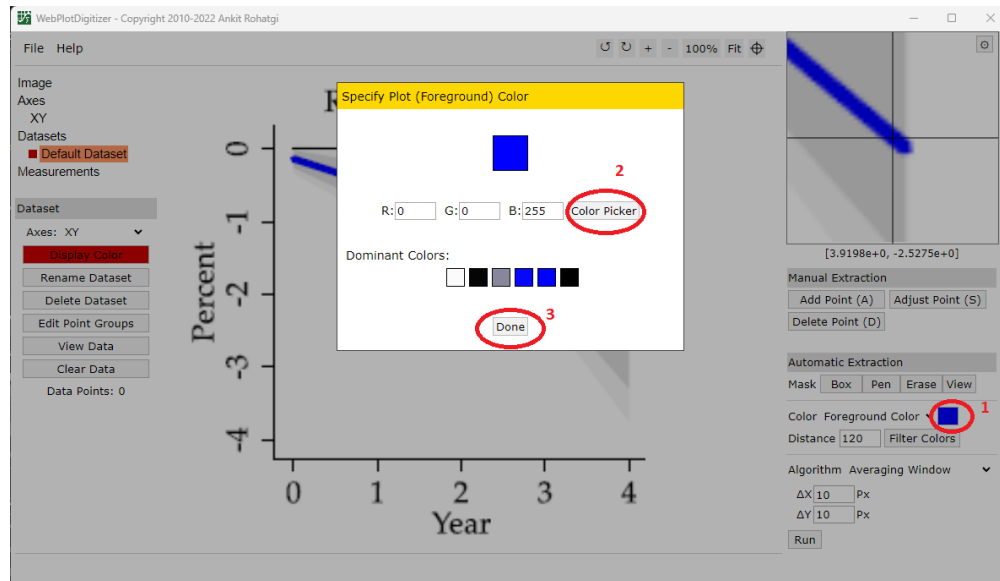 WebPlotDigitizer - Copyright 2010-2022 Ankit Rohatgi
File Help
+ - 100% Fit
Image
Axes
XY
Datasets
Default Dataset
Measurements
Dataset
Axes: XY
Display Color
Rename Dataset
Delete Dataset
Edit Point Groups
View Data
Clear Data
Data Points: 0
Percent
0
-1
-2
-3
-4
0 1 2 3 4
Year
Specify Plot (Foreground) Color
2
R: 0 G: 0 B: 255 Color Picker
Dominant Colors:
Done
3
[3.9198e+0, -2.5275e+0]
Manual Extraction
Add Point (A) Adjust Point (S)
Delete Point (D)
Automatic Extraction
Mask Box Pen Erase View
Color Foreground Color 1
Distance 120 Filter Colors
Algorithm Averaging Window
ΔX 10 Px
ΔY 10 Px
Run